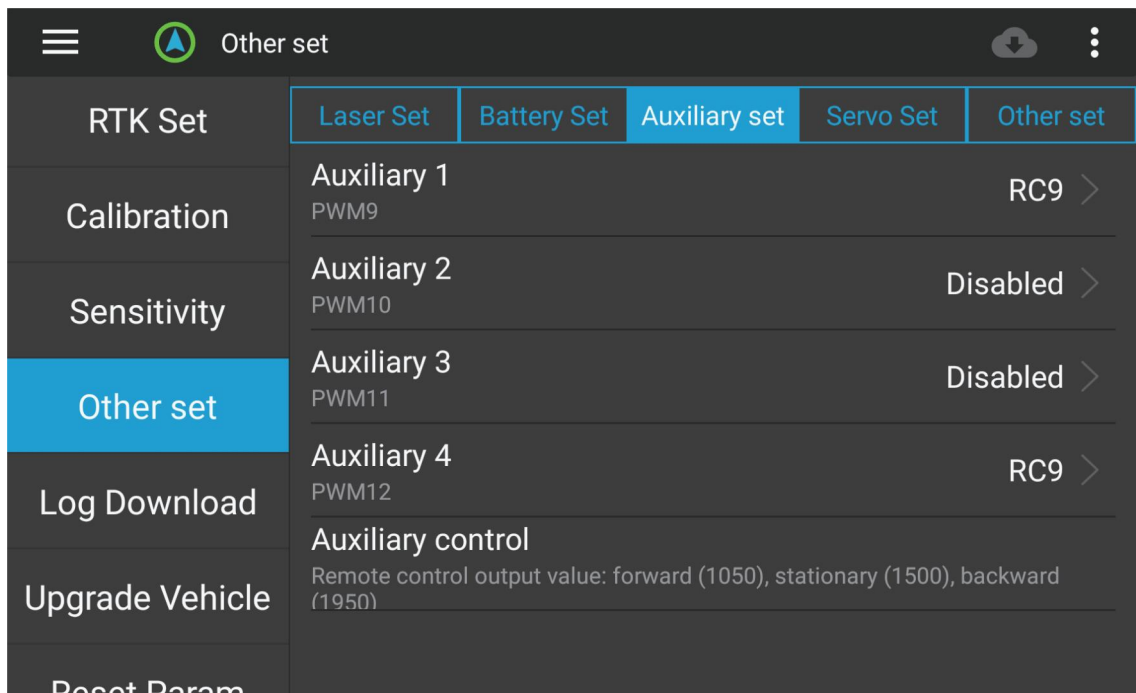 Other set
RTK Set
Calibration
Sensitivity
Other set
Log Download
Upgrade Vehicle
Reset Param
Laser Set
Battery Set
Auxiliary set
Servo Set
Other set
Auxiliary 1
PWM9
RC9
Auxiliary 2
PWM10
Disabled
Auxiliary 3
PWM11
Disabled
Auxiliary 4
PWM12
RC9
Auxiliary control
Remote control output value: forward (1050), stationary (1500), backward
(1950)